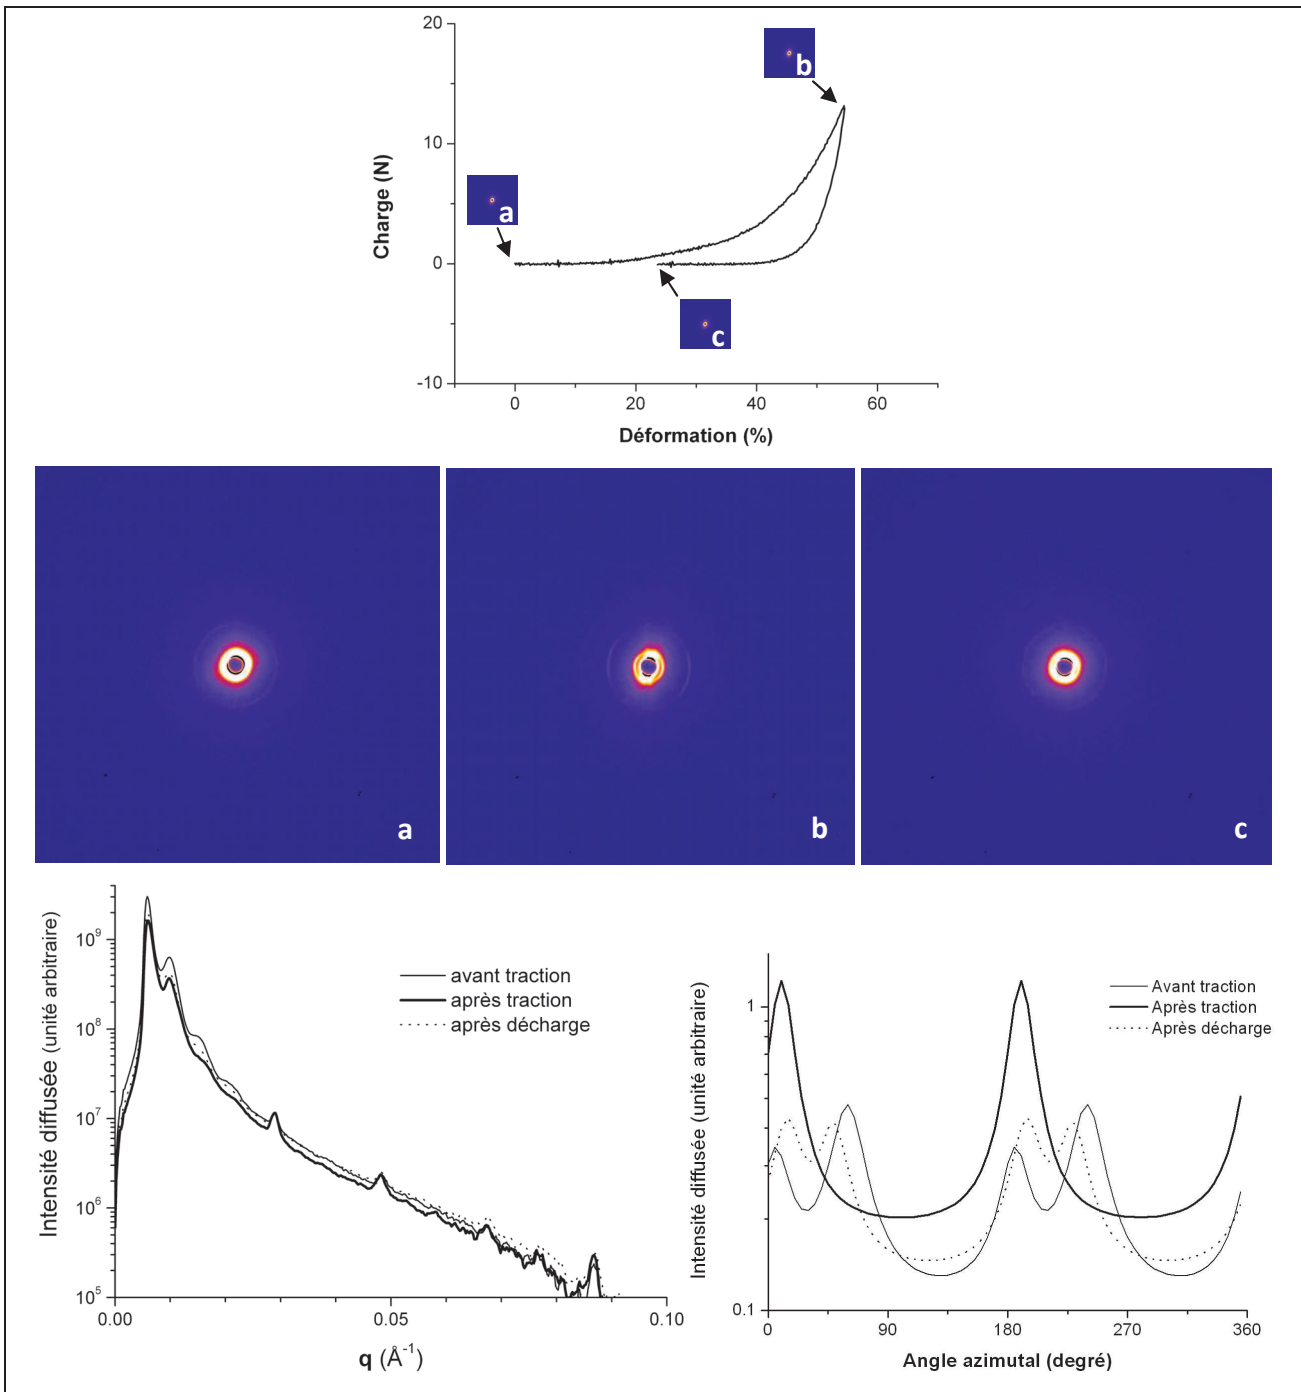 20
b
10
Charge (N)
a
0
c
-10
0
20
40
60
Déformation (%)
a
b
c
Intensité diffusée (unité arbitraire)
10⁹
10⁸
10⁷
10⁶
10⁵
avant traction
après traction
après décharge
0.00
0.05
0.10
q (Å⁻¹)
Intensité diffusée (unité arbitraire)
1
0.1
Avant traction
Après traction
Après décharge
0
90
180
270
360
Angle azimutal (degré)